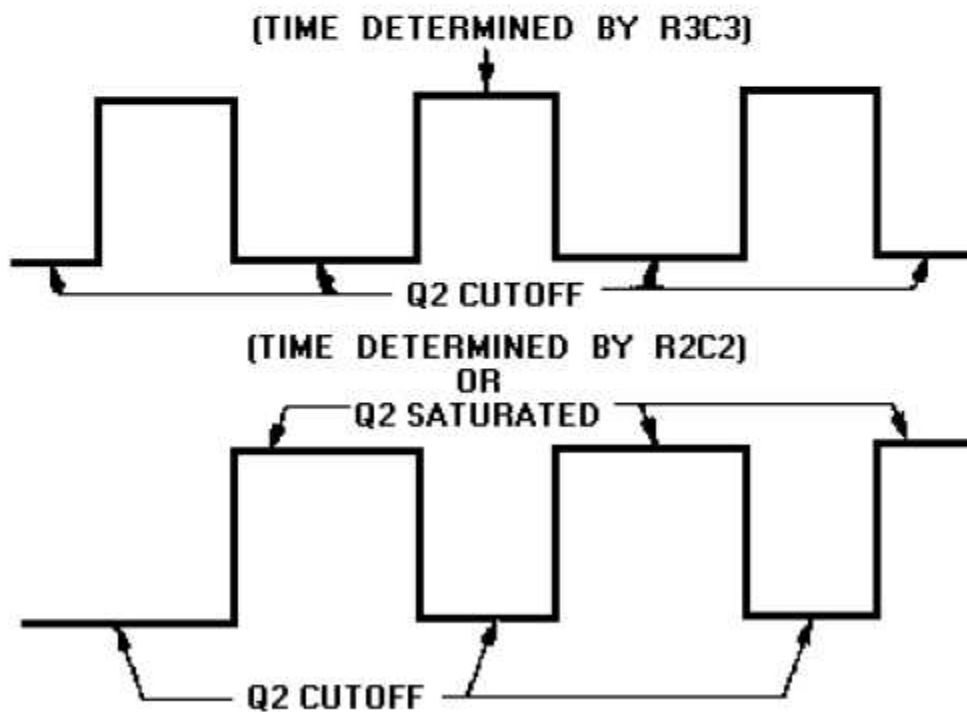 (TIME DETERMINED BY R3C3)
Q2 CUTOFF
(TIME DETERMINED BY R2C2)
OR
Q2 SATURATED
Q2 CUTOFF